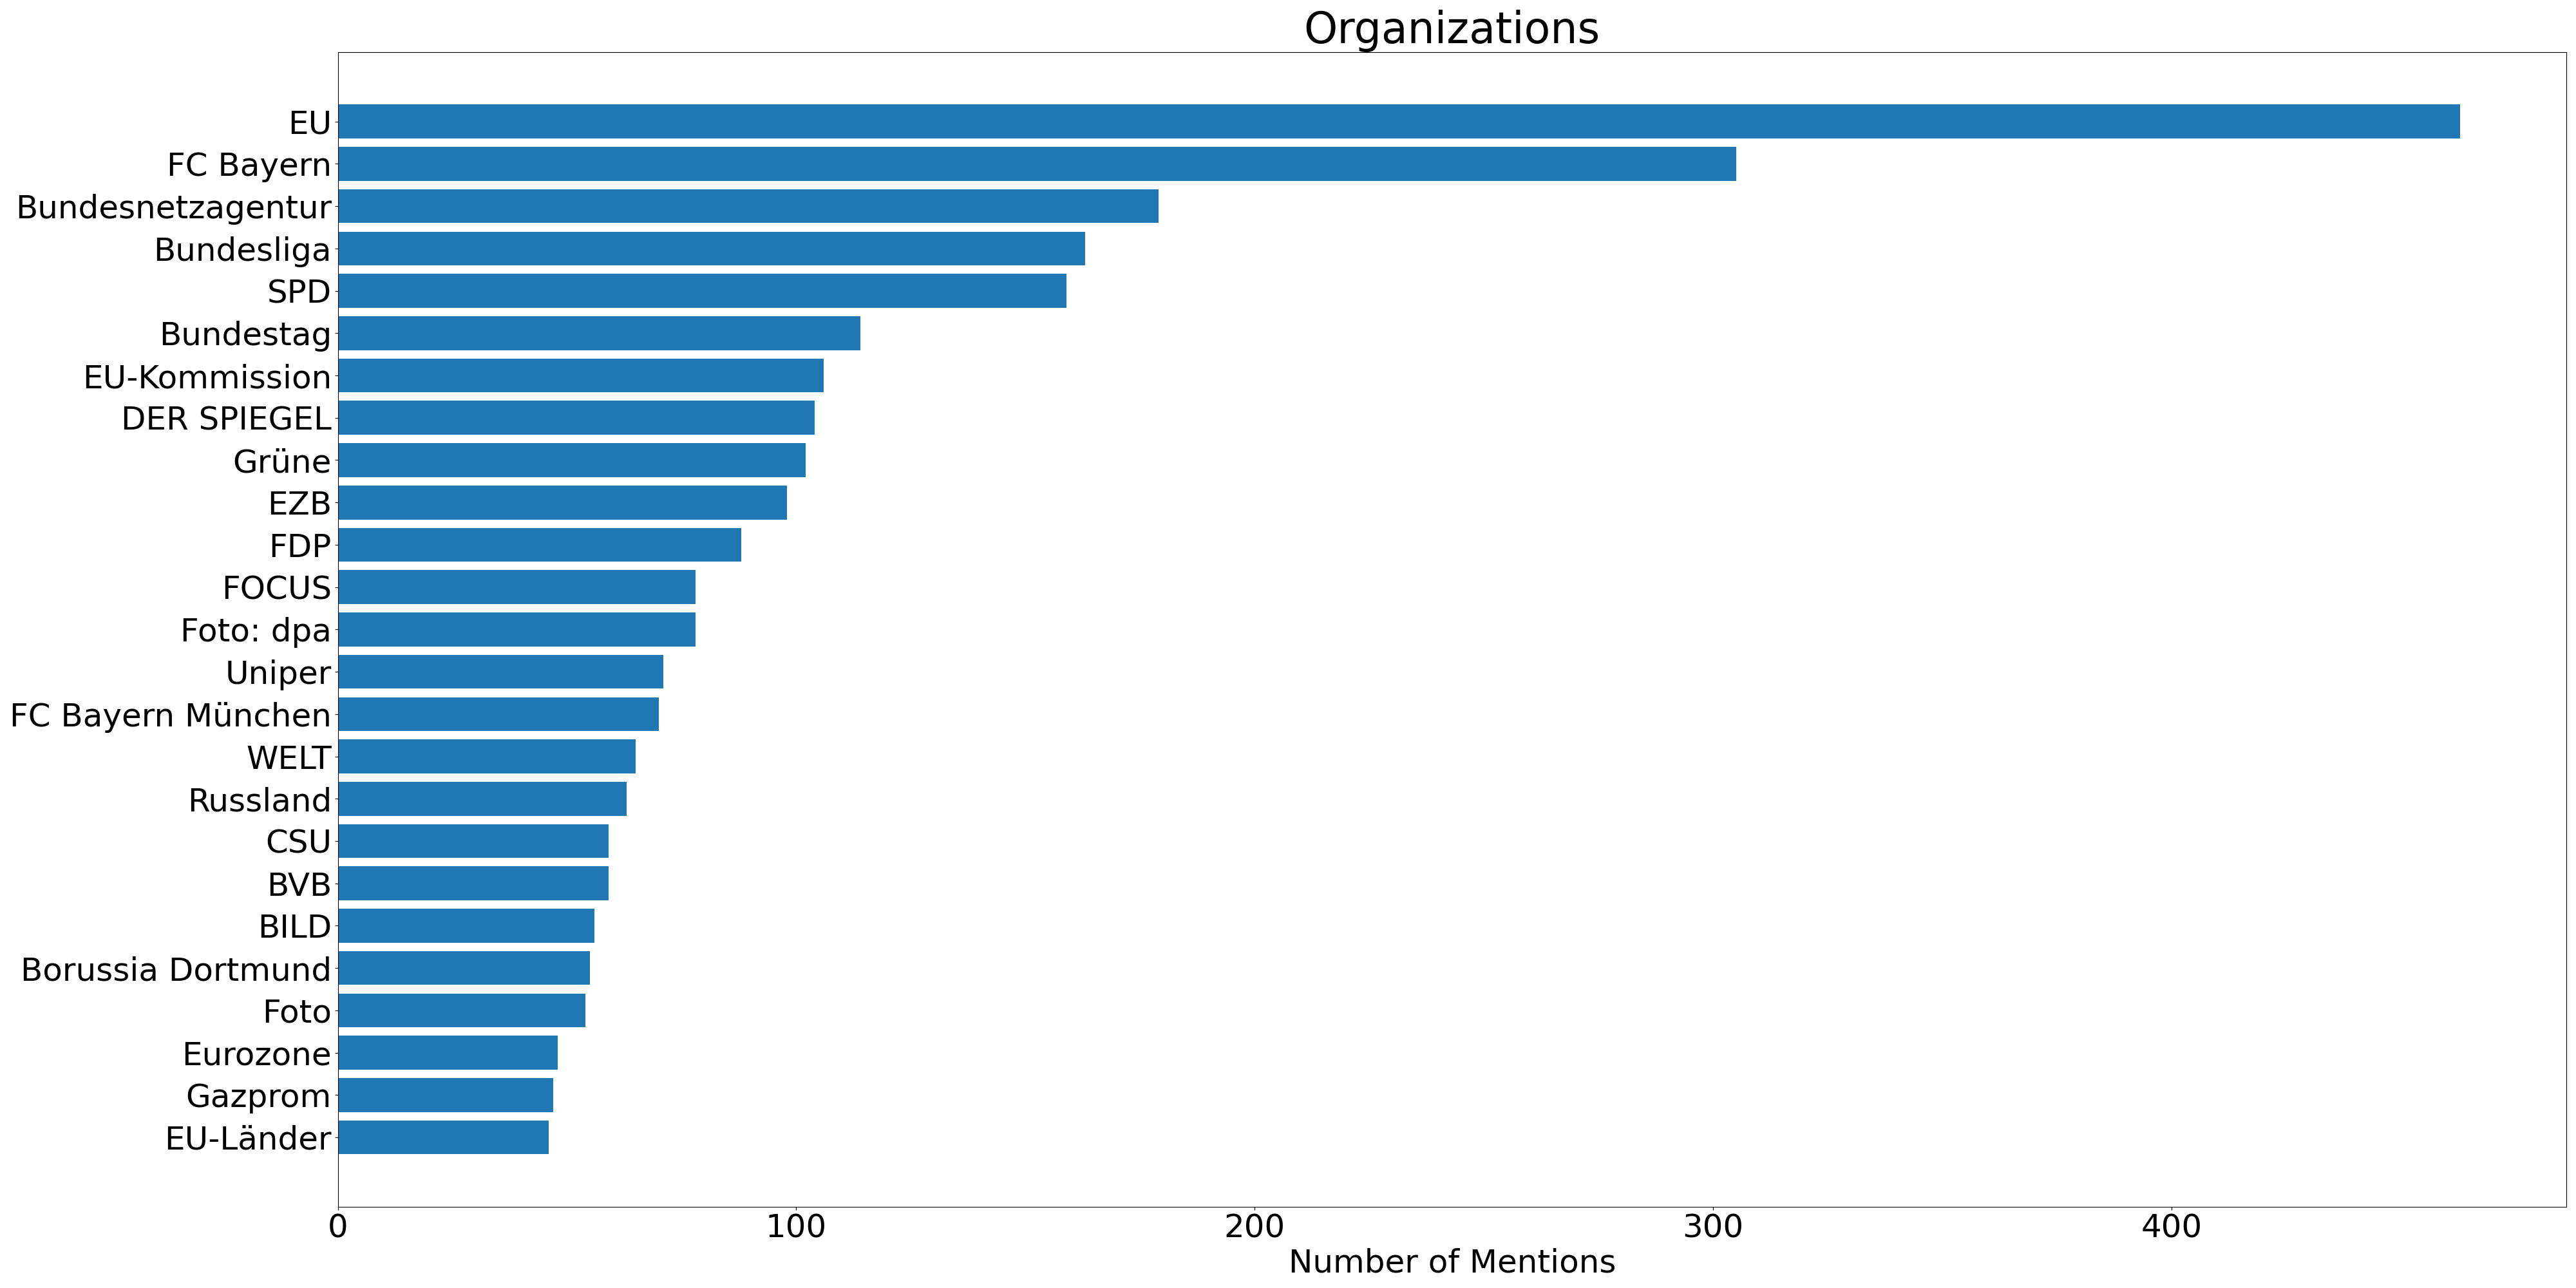 Organizations
EU
FC Bayern
Bundesnetzagentur
Bundesliga
SPD
Bundestag
EU-Kommission
DER SPIEGEL
Grüne
EZB
FDP
FOCUS
Foto: dpa
Uniper
FC Bayern München
WELT
Russland
CSU
BVB
BILD
Borussia Dortmund
Foto
Eurozone
Gazprom
EU-Länder
0 100 200 300 400
Number of Mentions